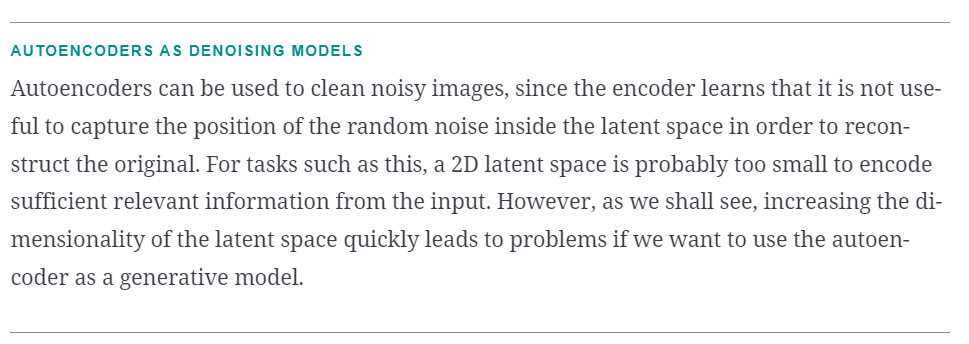 AUTOENCODERS AS DENOISING MODELS
Autoencoders can be used to clean noisy images, since the encoder learns that it is not use-
ful to capture the position of the random noise inside the latent space in order to recon-
struct the original. For tasks such as this, a 2D latent space is probably too small to encode
sufficient relevant information from the input. However, as we shall see, increasing the di-
mensionality of the latent space quickly leads to problems if we want to use the autoen-
coder as a generative model.